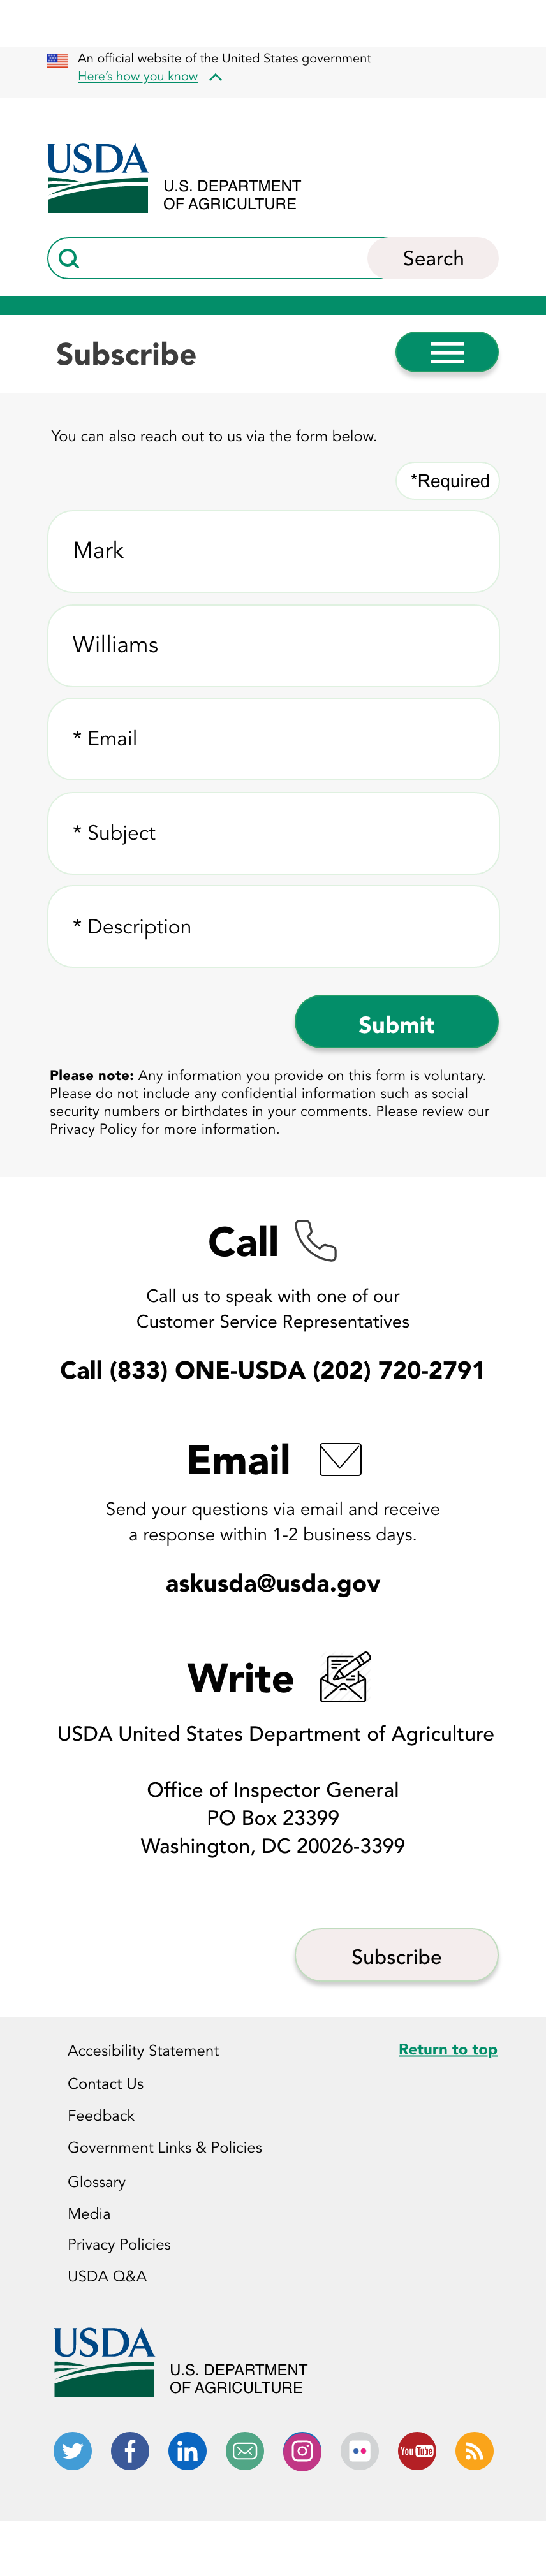 An official website of the United States government
Here's how you know
USDA
U.S. DEPARTMENT
OF AGRICULTURE
Search
Subscribe
You can also reach out to us via the form below.
*Required
Mark
Williams
* Email
* Subject
* Description
Submit
Please note: Any information you provide on this form is voluntary.
Please do not include any confidential information such as social
security numbers or birthdates in your comments. Please review our
Privacy Policy for more information.
Call
Call us to speak with one of our
Customer Service Representatives
Call (833) ONE-USDA (202) 720-2791
Email
Send your questions via email and receive
a response within 1-2 business days.
askusda@usda.gov
Write
USDA United States Department of Agriculture
Office of Inspector General
PO Box 23399
Washington, DC 20026-3399
Subscribe
Accesibility Statement
Return to top
Contact Us
Feedback
Government Links & Policies
Glossary
Media
Privacy Policies
USDA Q&A
USDA
U.S. DEPARTMENT
OF AGRICULTURE
in
You Tube